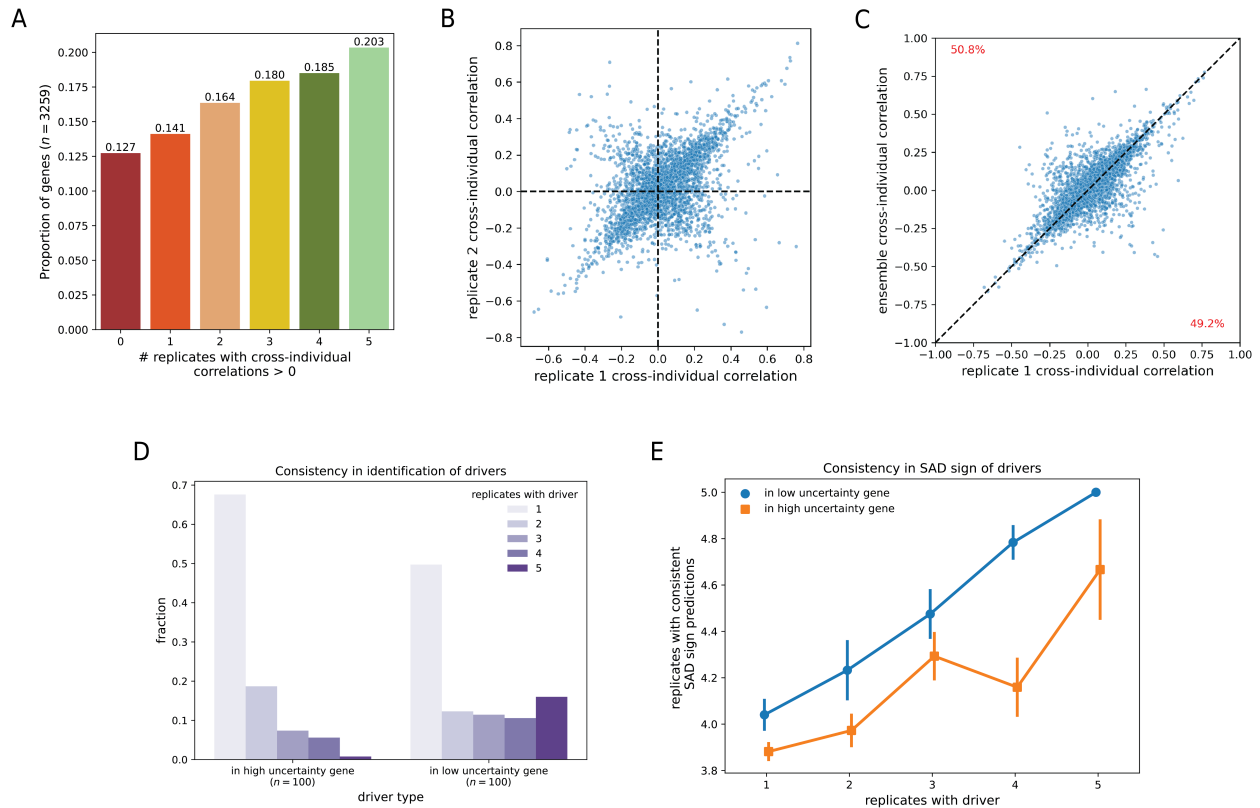 A
0.200
0.175
0.150
0.125
0.100
0.075
0.050
0.025
0.000
Proportion of genes (n = 3259)
0.127
0.141
0.164
0.180
0.185
0.203
0 1 2 3 4 5
# replicates with cross-individual
correlations > 0
B
0.8
0.6
0.4
0.2
0.0
−0.2
−0.4
−0.6
−0.8
replicate 2 cross-individual correlation
−0.6 −0.4 −0.2 0.0 0.2 0.4 0.6 0.8
replicate 1 cross-individual correlation
C
1.00
0.75
0.50
0.25
0.00
−0.25
−0.50
−0.75
−1.00
ensemble cross-individual correlation
50.8%
49.2%
−1.00 −0.75 −0.50 −0.25 0.00 0.25 0.50 0.75 1.00
replicate 1 cross-individual correlation
D
Consistency in identification of drivers
0.7
0.6
0.5
0.4
0.3
0.2
0.1
0.0
fraction
replicates with driver
1
2
3
4
5
in high uncertainty gene
(n = 100)
in low uncertainty gene
(n = 100)
driver type
E
Consistency in SAD sign of drivers
5.0
4.8
4.6
4.4
4.2
4.0
3.8
replicates with consistent
SAD sign predictions
in low uncertainty gene
in high uncertainty gene
1 2 3 4 5
replicates with driver